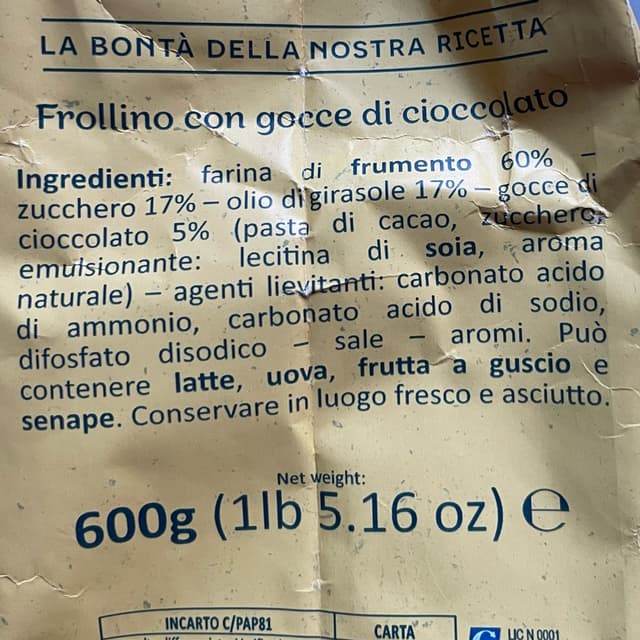 LA BONTÀ DELLA NOSTRA RICETTA
Frollino con gocce di cioccolato
Ingredienti: farina di frumento 60% –
zucchero 17% – olio di girasole 17% – gocce di
cioccolato 5% (pasta di cacao, zucchero,
emulsionante: lecitina di soia, aroma
naturale) – agenti lievitanti: carbonato acido
di ammonio, carbonato acido di sodio,
difosfato disodico – sale – aromi. Può
contenere latte, uova, frutta a guscio e
senape. Conservare in luogo fresco e asciutto.
Net weight:
600g (1lb 5.16 oz) ℮
INCARTO C/PAP81
CARTA
LIC N 0001